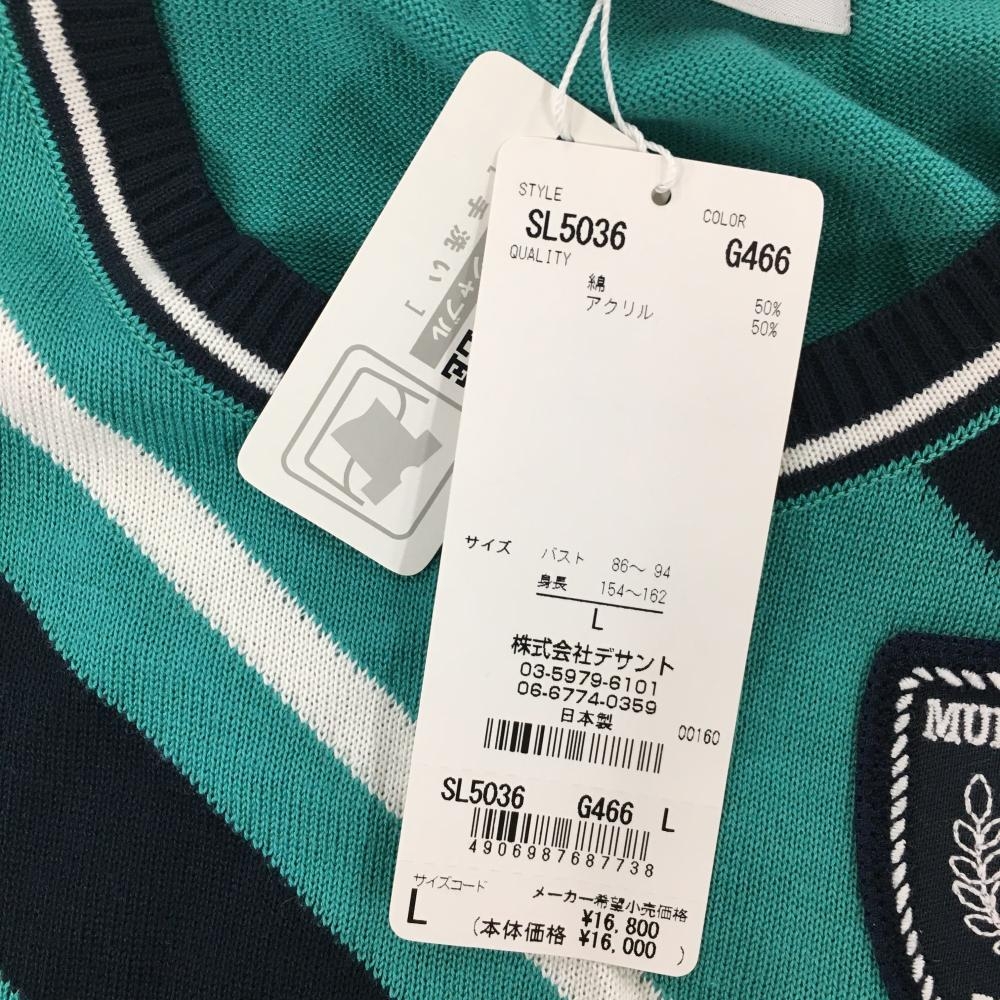 STYLE
SL5036
COLOR
G466
QUALITY
綿 50%
アクリル 50%
サイズ バスト 86～94
身長 154～162
L
株式会社デサント
03-5979-6101
06-6774-0359
日本製
00160
SL5036 G466 L
4906987687738
サイズコード
L
メーカー希望小売価格
¥16,800
(本体価格 ¥16,000)
手洗い]